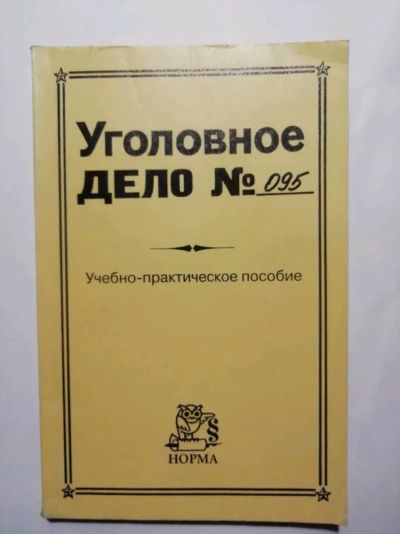 Уголовное
ДЕЛО № 095
Учебно-практическое пособие
§
НОРМА